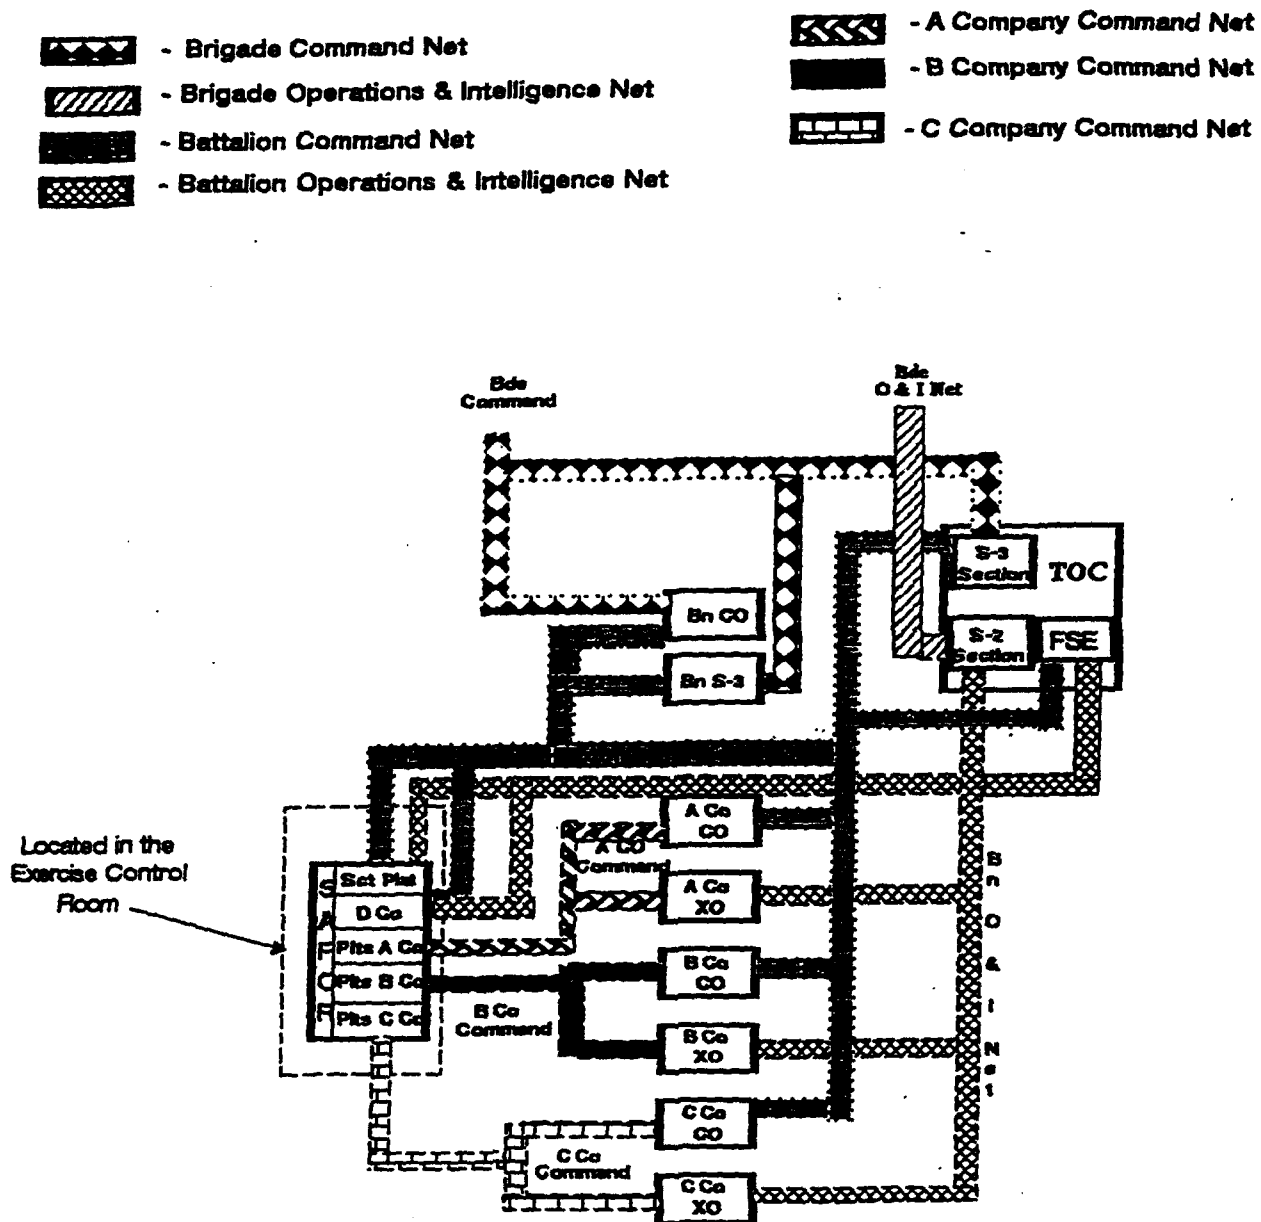 - Brigade Command Net
- Brigade Operations & Intelligence Net
- Battalion Command Net
- Battalion Operations & Intelligence Net
- A Company Command Net
- B Company Command Net
- C Company Command Net
Bde
Command
Bde
O & I Net
S-3
Section
TOC
Bn CO
S-2
Section
FSE
Bn S-3
Located in the
Exercise Control
Room
SAFOR
Sct Plat
D Co
Plts A Co
Plts B Co
Plts C Co
A Co
CO
A CO
Command
A Co
XO
B Co
CO
B Co
Command
B Co
XO
C Co
CO
C Co
Command
C Co
XO
Bn O & I Net